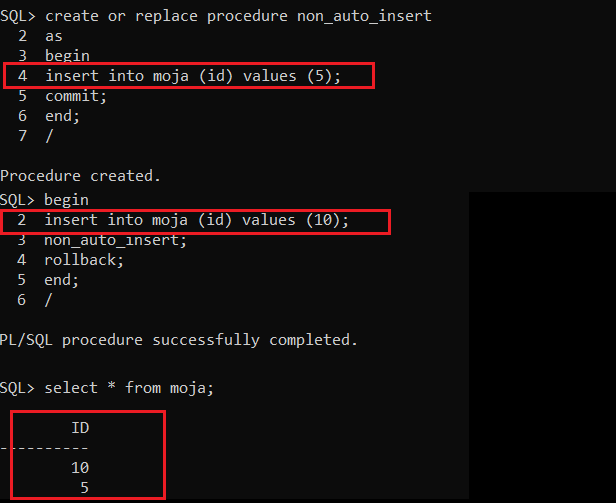 SQL> create or replace procedure non_auto_insert
  2  as
  3  begin
  4  insert into moja (id) values (5);
  5  commit;
  6  end;
  7  /
Procedure created.
SQL> begin
  2  insert into moja (id) values (10);
  3  non_auto_insert;
  4  rollback;
  5  end;
  6  /
PL/SQL procedure successfully completed.
SQL> select * from moja;
        ID
----------
        10
         5